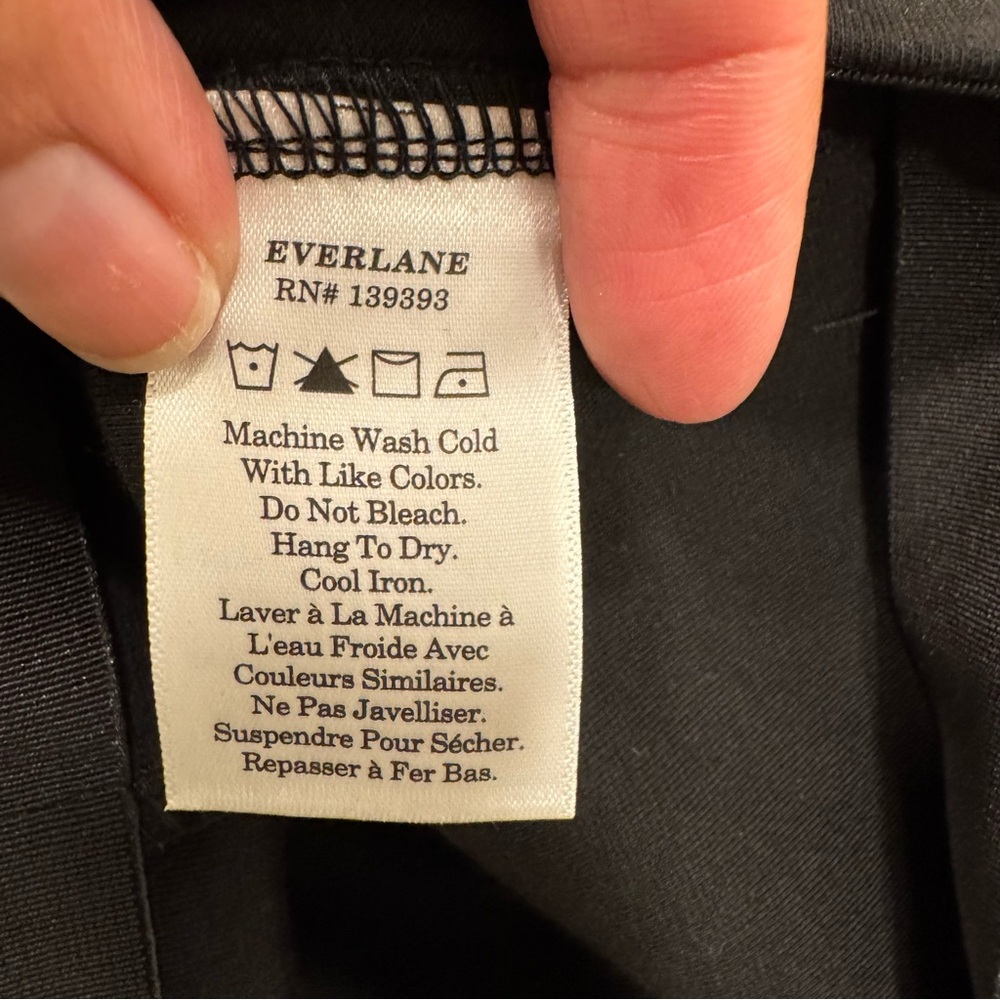 EVERLANE
RN# 139393
Machine Wash Cold
With Like Colors.
Do Not Bleach.
Hang To Dry.
Cool Iron.
Laver à La Machine à
L'eau Froide Avec
Couleurs Similaires.
Ne Pas Javelliser.
Suspendre Pour Sécher.
Repasser à Fer Bas.